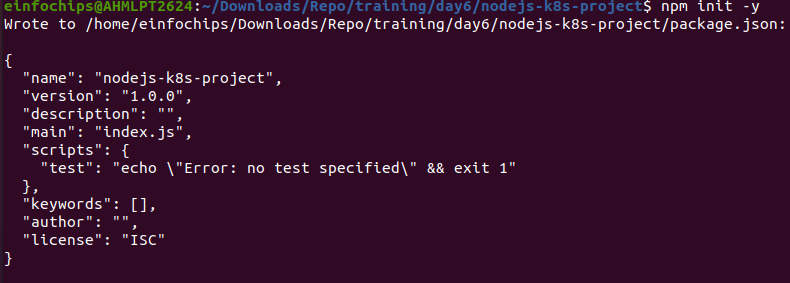 einfochips@AHMLPT2624:~/Downloads/Repo/training/day6/nodejs-k8s-project$ npm init -y
Wrote to /home/einfochips/Downloads/Repo/training/day6/nodejs-k8s-project/package.json:

{
  "name": "nodejs-k8s-project",
  "version": "1.0.0",
  "description": "",
  "main": "index.js",
  "scripts": {
    "test": "echo \"Error: no test specified\" && exit 1"
  },
  "keywords": [],
  "author": "",
  "license": "ISC"
}